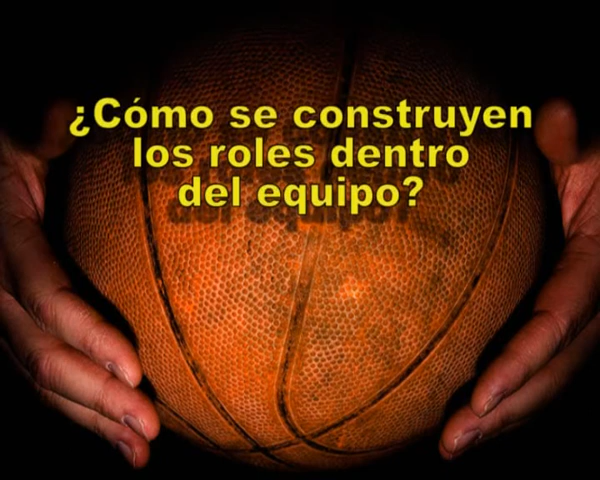 ¿Cómo se construyen
los roles dentro
del equipo?